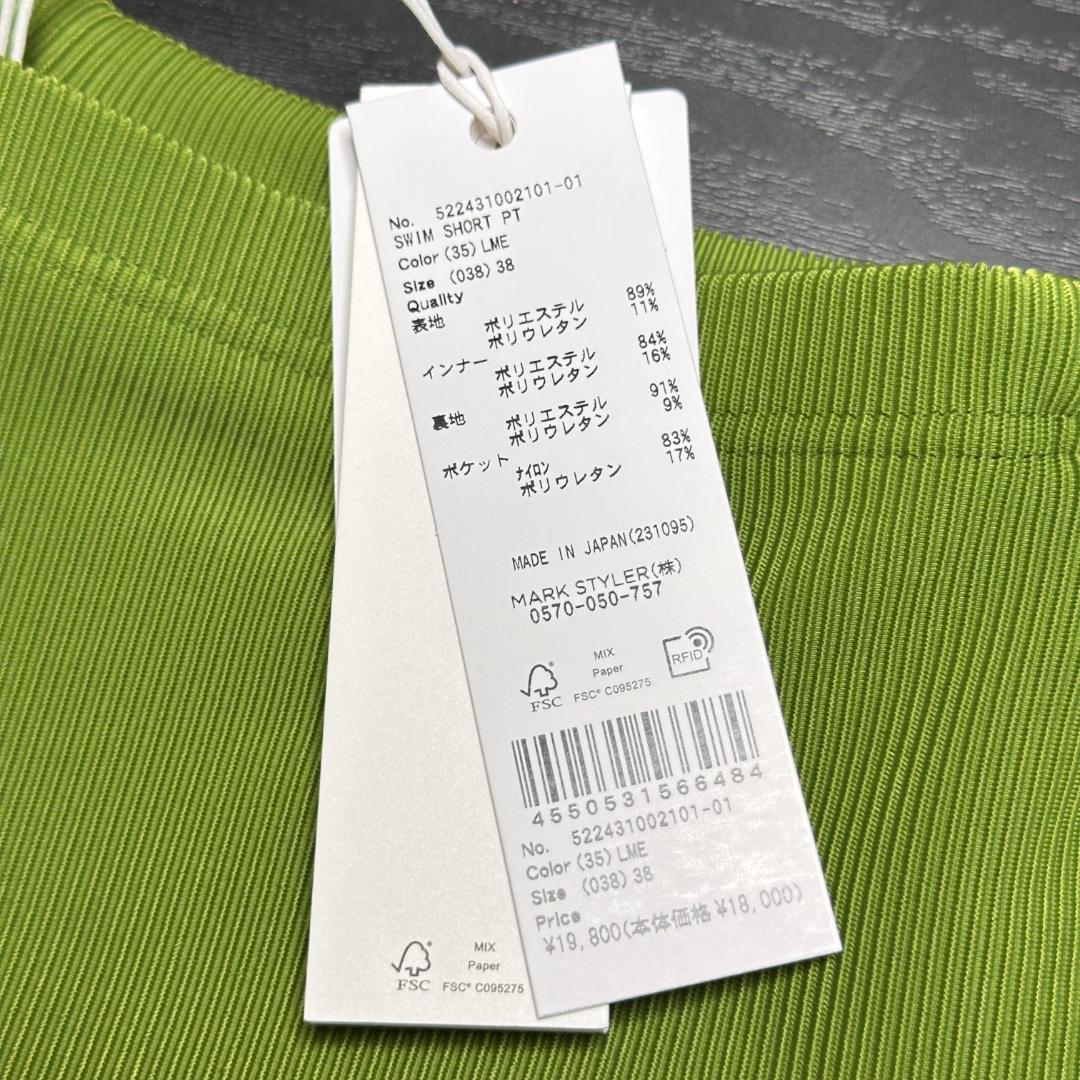 No. 522431002101-01
SWIM SHORT PT
Color (35) LME
Size (038) 38
Quality
表地 ポリエステル 89%
ポリウレタン 11%
インナー ポリエステル 84%
ポリウレタン 16%
裏地 ポリエステル 91%
ポリウレタン 9%
ポケット ﾅｲﾛﾝ 83%
ポリウレタン 17%
MADE IN JAPAN(231095)
MARK STYLER(株)
0570-050-757
FSC MIX
Paper
FSC® C095275
RFID
4550531566484
No. 522431002101-01
Color (35) LME
Size (038) 38
Price
¥19,800(本体価格 ¥18,000)
FSC MIX
Paper
FSC® C095275